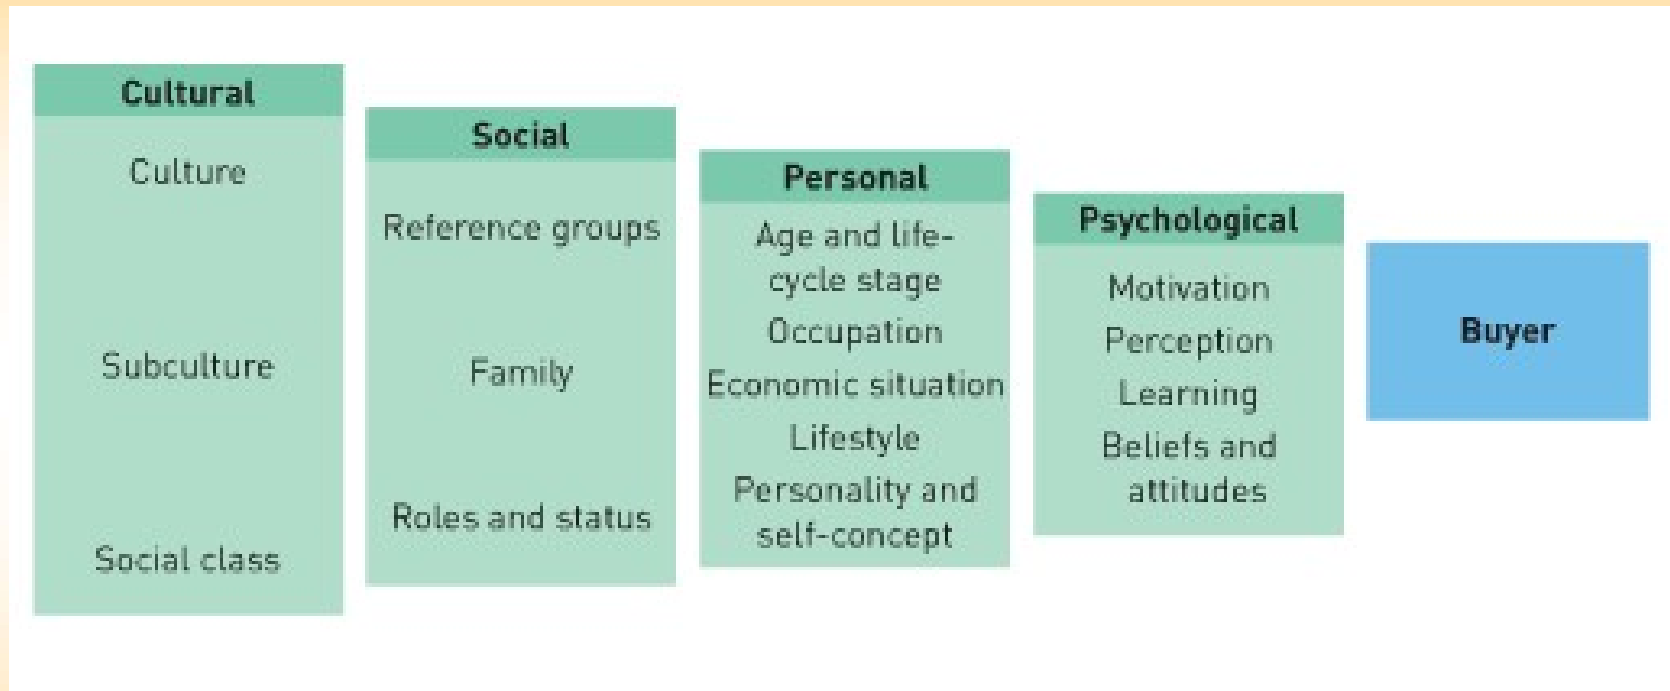 Cultural
Culture
Subculture
Social class
Social
Reference groups
Family
Roles and status
Personal
Age and life-
cycle stage
Occupation
Economic situation
Lifestyle
Personality and
self-concept
Psychological
Motivation
Perception
Learning
Beliefs and
attitudes
Buyer